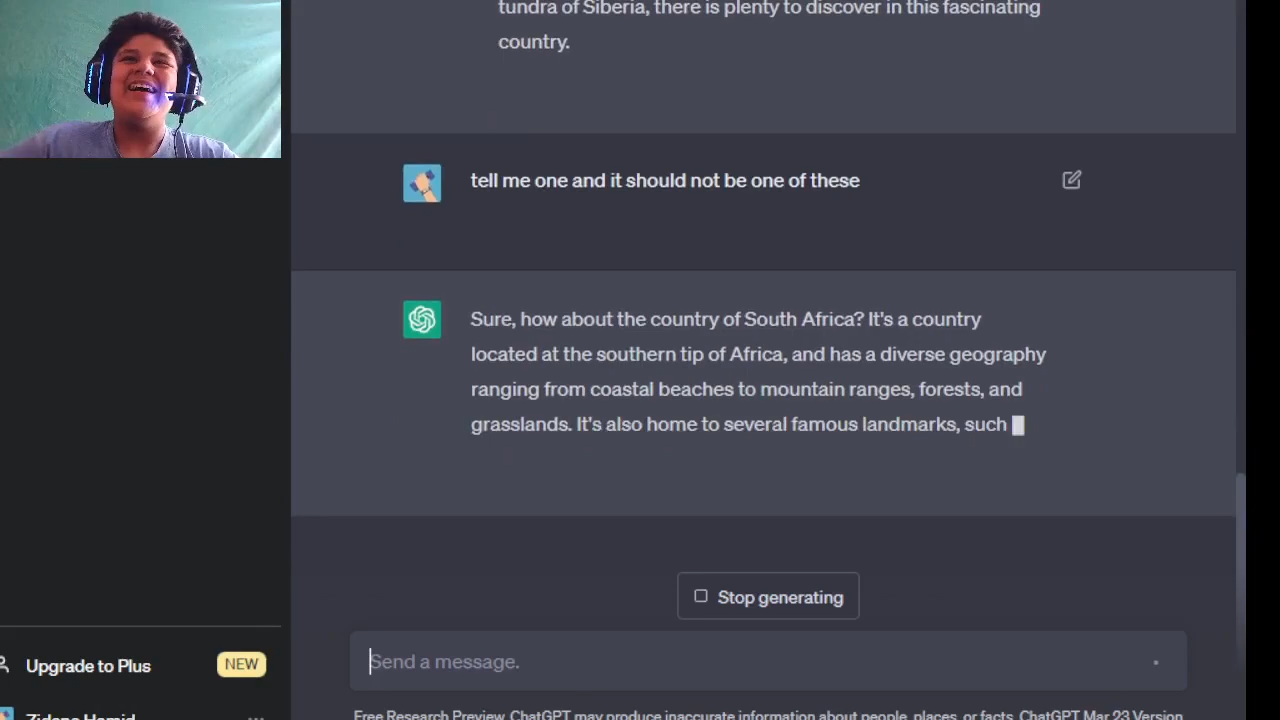 tundra of Siberia, there is plenty to discover in this fascinating
country.
tell me one and it should not be one of these
Sure, how about the country of South Africa? It's a country
located at the southern tip of Africa, and has a diverse geography
ranging from coastal beaches to mountain ranges, forests, and
grasslands. It's also home to several famous landmarks, such
Stop generating
Send a message.
Upgrade to Plus NEW
Zidane Hamid
Free Research Preview. ChatGPT may produce inaccurate information about people, places, or facts. ChatGPT Mar 23 Version